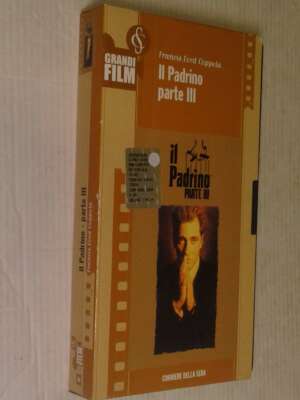 GRANDI
FILM
Francis Ford Coppola
Il Padrino
parte III
il
Padrino
PARTE III
CORRIERE DELLA SERA
Il Padrino - parte III
Francis Ford Coppola